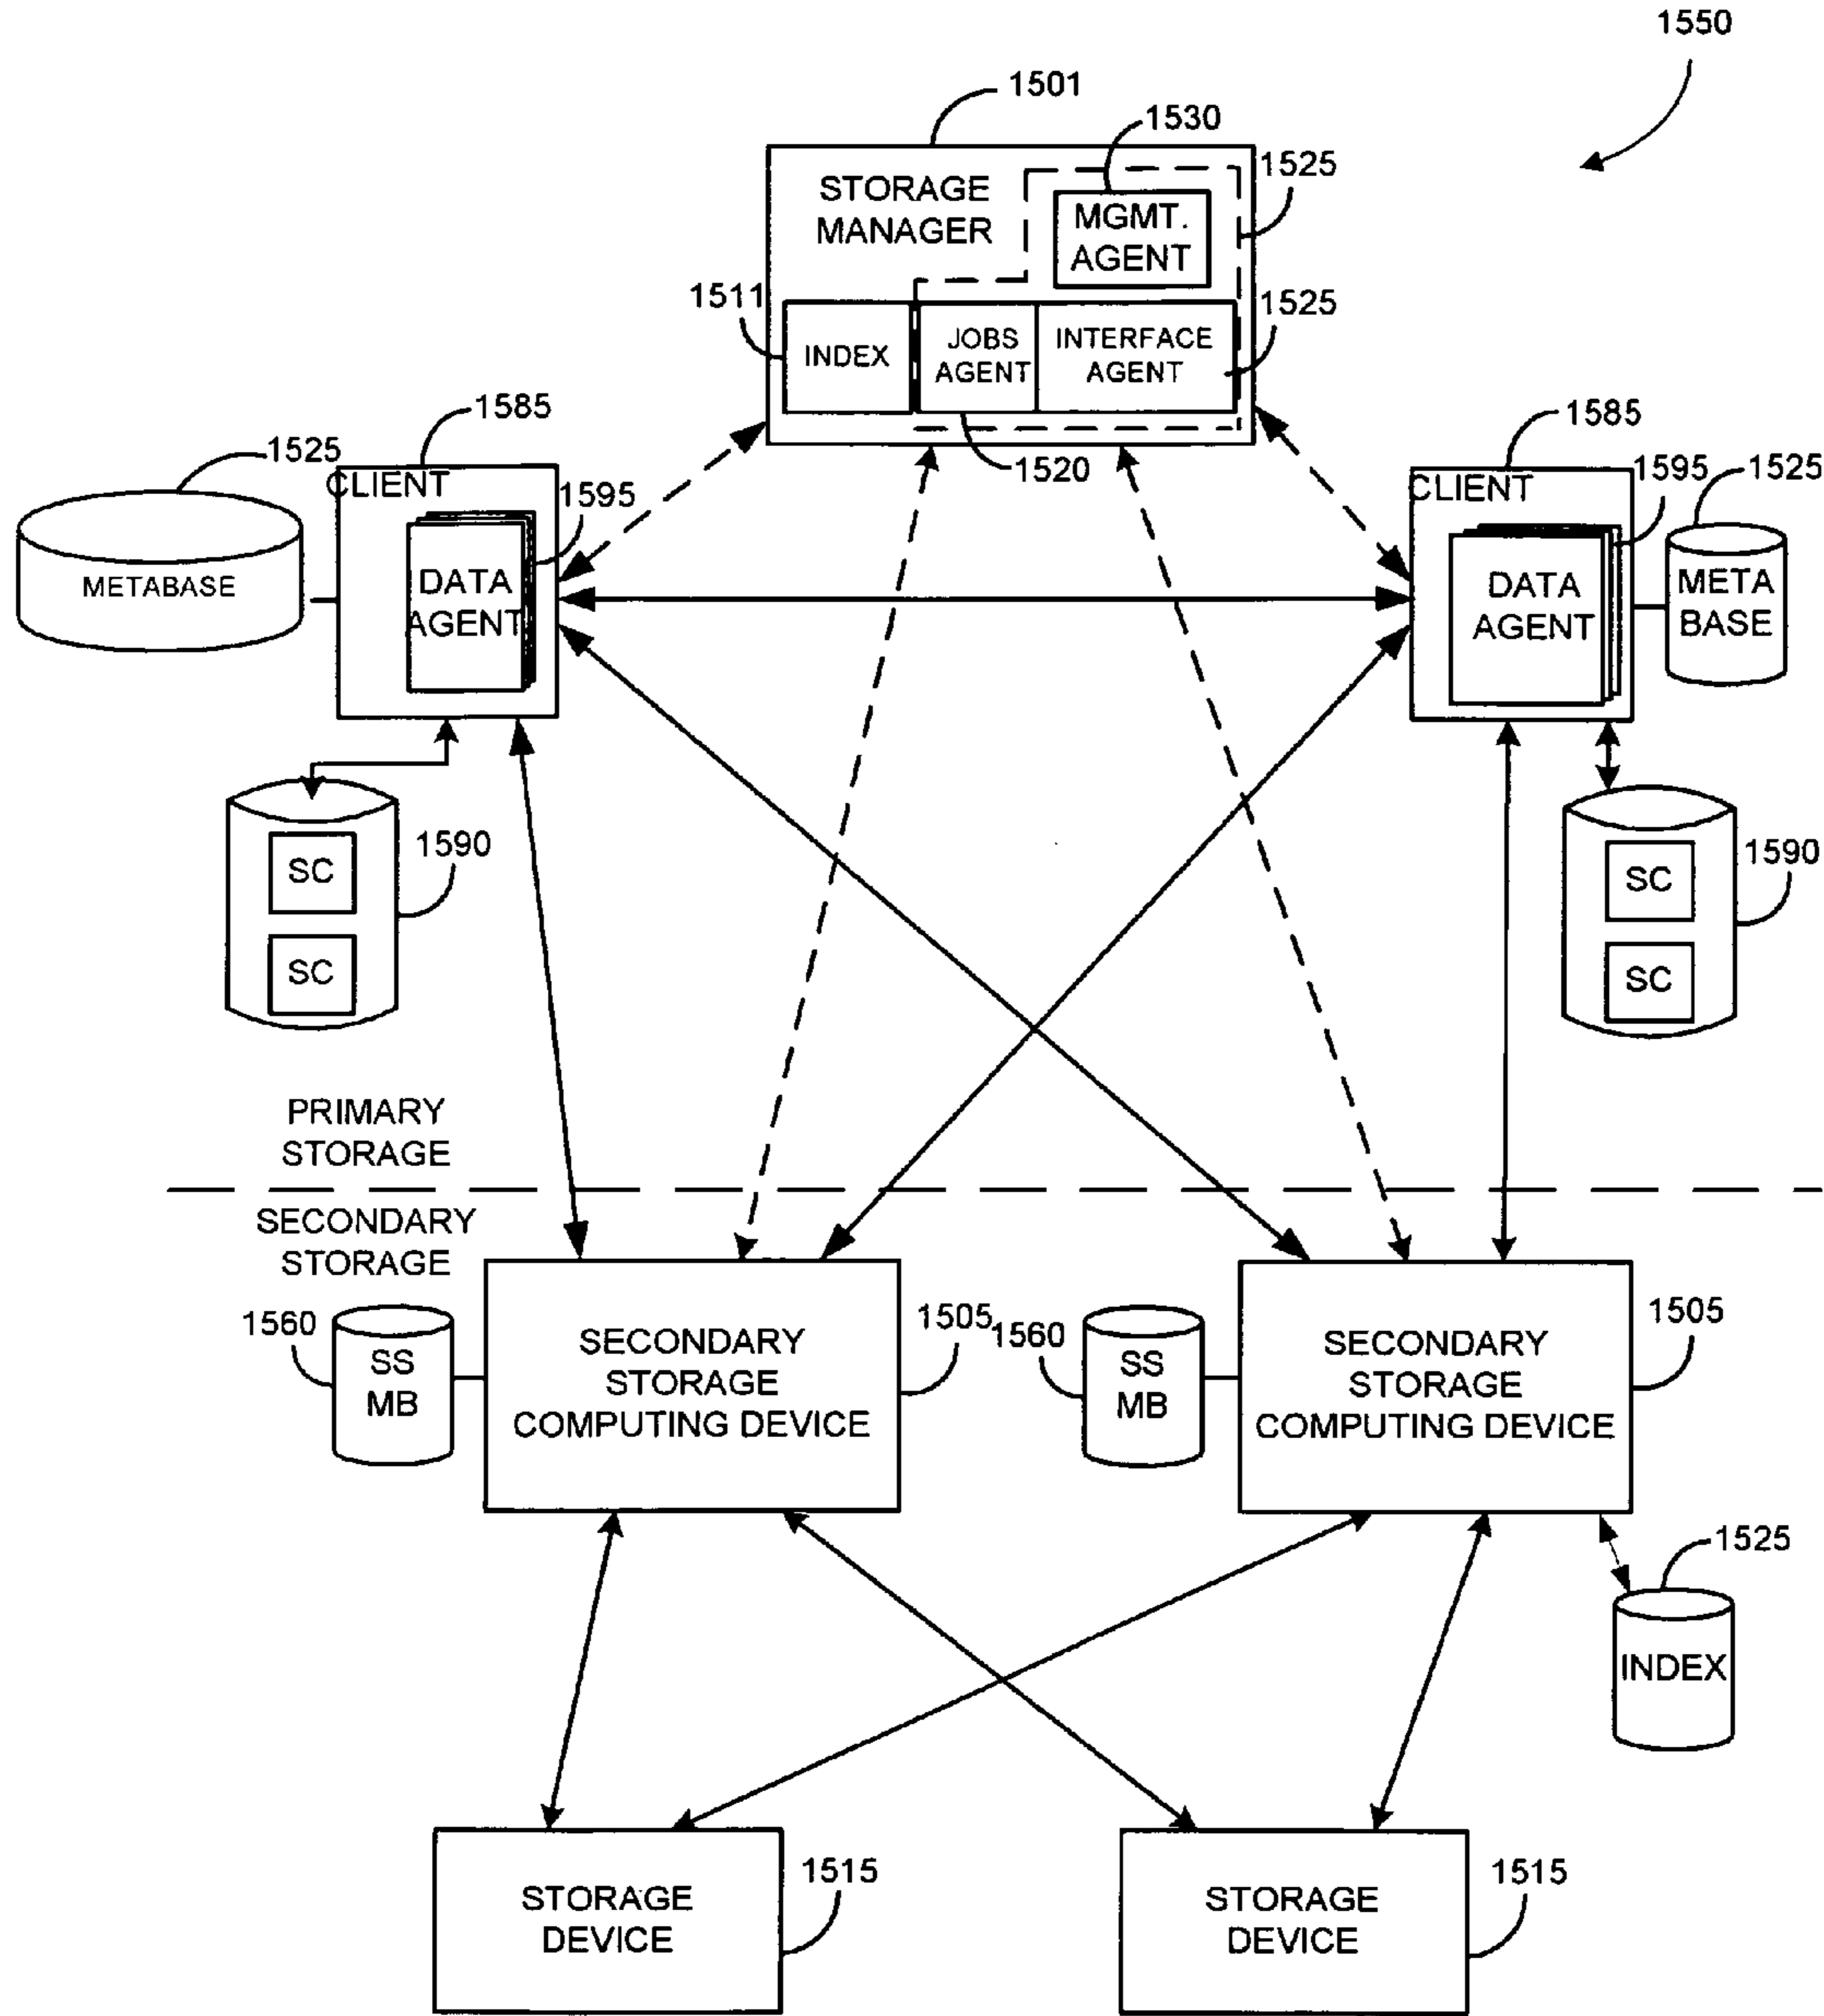 1550
1501
1530
1525
STORAGE
MANAGER
MGMT.
AGENT
1511
1525
INDEX
JOBS
AGENT
INTERFACE
AGENT
1520
1585
1525
CLIENT
1595
METABASE
DATA
AGENT
1585
CLIENT
1595
1525
DATA
AGENT
META
BASE
SC
SC
1590
SC
SC
1590
PRIMARY
STORAGE
SECONDARY
STORAGE
1560
SS
MB
SECONDARY
STORAGE
COMPUTING DEVICE
1505
1560
SS
MB
SECONDARY
STORAGE
COMPUTING DEVICE
1505
1525
INDEX
STORAGE
DEVICE
1515
STORAGE
DEVICE
1515